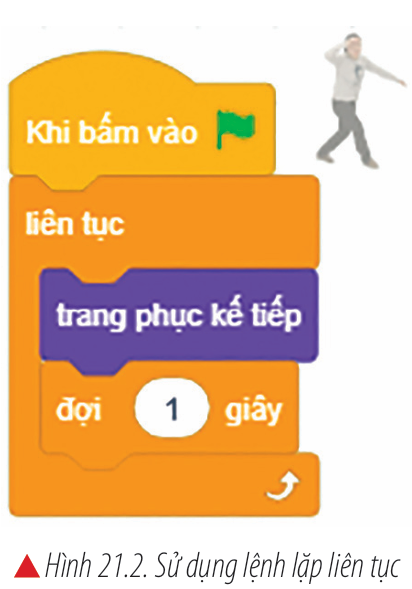 Khi bấm vào
liên tục
trang phục kế tiếp
đợi 1 giây
▲ Hình 21.2. Sử dụng lệnh lặp liên tục